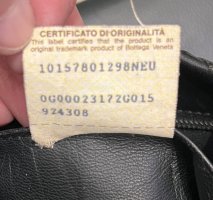 CERTIFICATO DI ORIGINALITÀ
This label certifies that the product is an
original trademark product of Bottega Veneta
10157801298NEU
0G00023172G015
924308